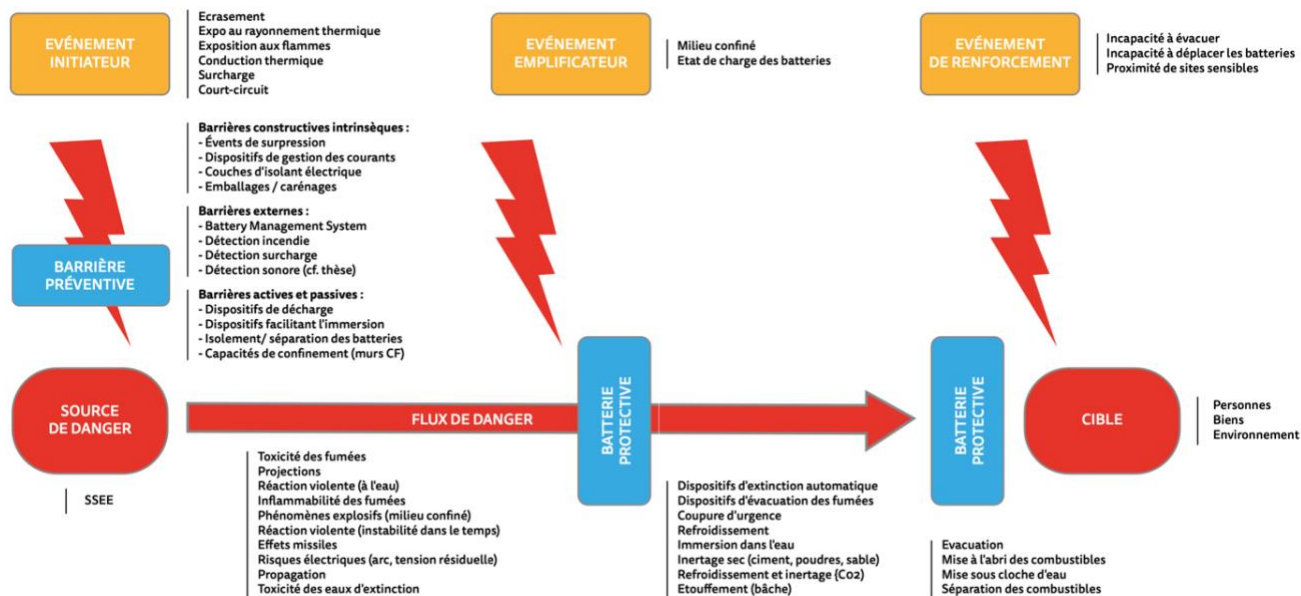 EVÉNEMENT
INITIATEUR
Ecrasement
Expo au rayonnement thermique
Exposition aux flammes
Conduction thermique
Surcharge
Court-circuit
EVÉNEMENT
EMPLIFICATEUR
Milieu confiné
Etat de charge des batteries
EVÉNEMENT
DE RENFORCEMENT
Incapacité à évacuer
Incapacité à déplacer les batteries
Proximité de sites sensibles
BARRIÈRE
PRÉVENTIVE
Barrières constructives intrinsèques :
- Évents de surpression
- Dispositifs de gestion des courants
- Couches d'isolant électrique
- Emballages / carénages
Barrières externes :
- Battery Management System
- Détection incendie
- Détection surcharge
- Détection sonore (cf. thèse)
Barrières actives et passives :
- Dispositifs de décharge
- Dispositifs facilitant l'immersion
- Isolement/ séparation des batteries
- Capacités de confinement (murs CF)
SOURCE
DE DANGER
SSEE
FLUX DE DANGER
Toxicité des fumées
Projections
Réaction violente (à l'eau)
Inflammabilité des fumées
Phénomènes explosifs (milieu confiné)
Réaction violente (instabilité dans le temps)
Effets missiles
Risques électriques (arc, tension résiduelle)
Propagation
Toxicité des eaux d'extinction
BATTERIE
PROTECTIVE
Dispositifs d'extinction automatique
Dispositifs d'évacuation des fumées
Coupure d'urgence
Refroidissement
Immersion dans l'eau
Inertage sec (ciment, poudres, sable)
Refroidissement et inertage {C02)
Etouffement (bâche)
BATTERIE
PROTECTIVE
Evacuation
Mise à l'abri des combustibles
Mise sous cloche d'eau
Séparation des combustibles
CIBLE
Personnes
Biens
Environnement